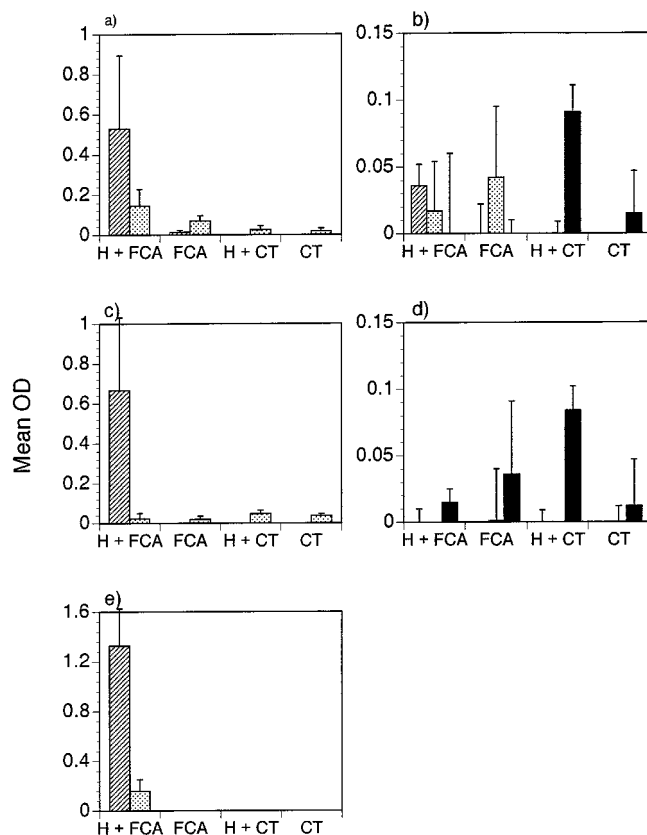 a)
1
0.8
0.6
0.4
0.2
0
H + FCA FCA H + CT CT
b)
0.15
0.1
0.05
0
H + FCA FCA H + CT CT
c)
1
0.8
0.6
0.4
0.2
0
H + FCA FCA H + CT CT
d)
0.15
0.1
0.05
0
H + FCA FCA H + CT CT
Mean OD
e)
1.6
1.2
0.8
0.4
0
H + FCA FCA H + CT CT